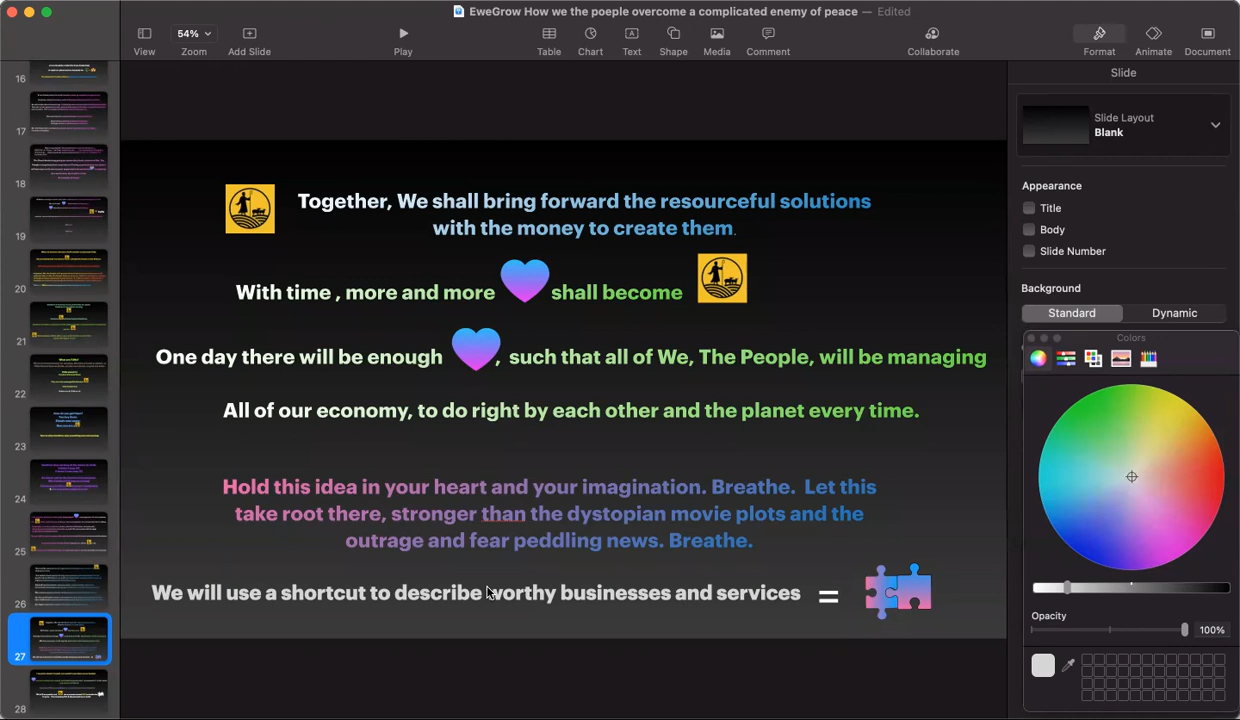 EweGrow How we the poeple overcome a complicated enemy of peace — Edited
54%
View
Zoom
Add Slide
Play
Table
Chart
Text
Shape
Media
Comment
Collaborate
Format
Animate
Document
Slide
Slide Layout
Blank
Appearance
Title
Body
Slide Number
Background
Standard
Dynamic
Colors
Opacity
100%
16
17
18
19
20
21
22
23
24
25
26
27
28
Together, We shall bring forward the resourceful solutions
with the money to create them.
With time , more and more shall become
One day there will be enough , such that all of We, The People, will be managing
All of our economy, to do right by each other and the planet every time.
Hold this idea in your heart and your imagination. Breathe. Let this
take root there, stronger than the dystopian movie plots and the
outrage and fear peddling news. Breathe.
We will use a shortcut to describe worthy businesses and services =